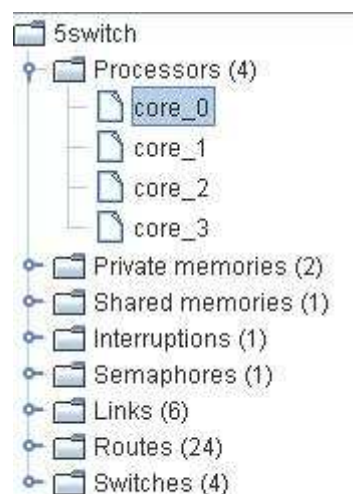 5switch
Processors (4)
core_0
core_1
core_2
core_3
Private memories (2)
Shared memories (1)
Interruptions (1)
Semaphores (1)
Links (6)
Routes (24)
Switches (4)